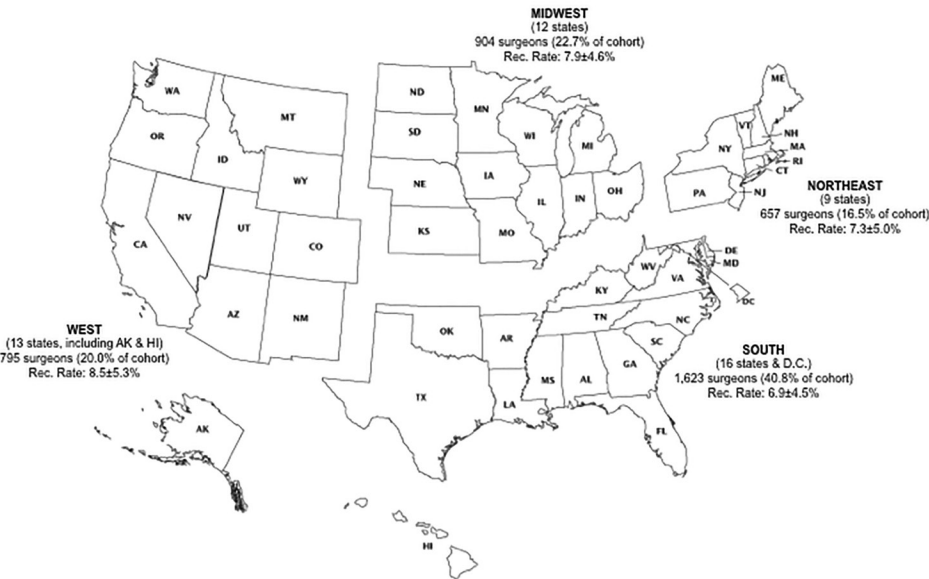 MIDWEST
(12 states)
904 surgeons (22.7% of cohort)
Rec. Rate: 7.9±4.6%
WA
OR
ID
MT
WY
NV
CA
UT
CO
AZ
NM
ND
SD
NE
KS
MN
IA
MO
WI
IL
MI
IN
OH
ME
VT
NH
NY
MA
RI
CT
PA
NJ
NORTHEAST
(9 states)
657 surgeons (16.5% of cohort)
Rec. Rate: 7.3±5.0%
DE
MD
DC
WV
VA
KY
TN
NC
SC
OK
AR
TX
LA
MS
AL
GA
FL
WEST
(13 states, including AK & HI)
795 surgeons (20.0% of cohort)
Rec. Rate: 8.5±5.3%
SOUTH
(16 states & D.C.)
1,623 surgeons (40.8% of cohort)
Rec. Rate: 6.9±4.5%
AK
HI